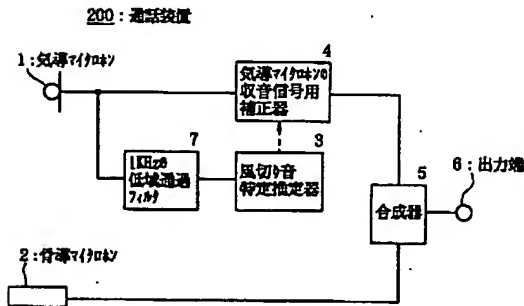 200：通話装置
1：気導マイクロホン
4
気導マイクロホンの
収音信号用
補正器
7
1KHzの
低域通過
フィルタ
3
風切り音
特定推定器
5
合成器
6：出力端
2：骨導マイクロホン